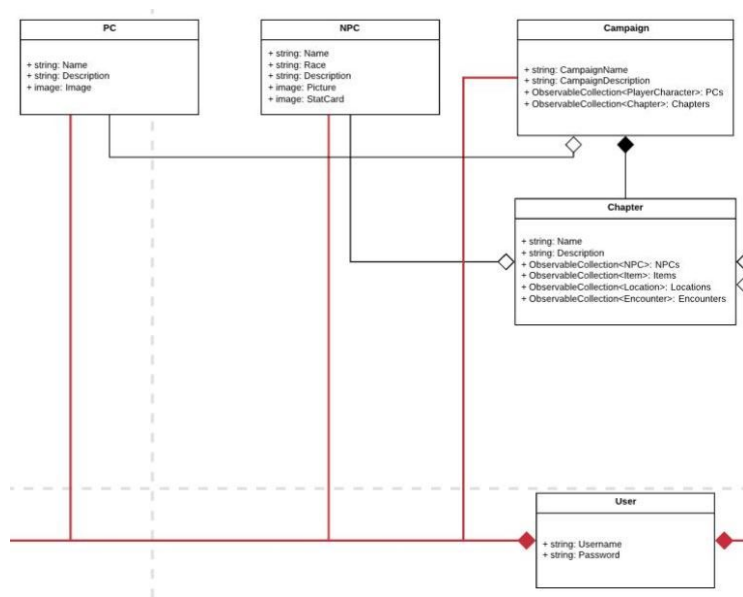 PC
+ string: Name
+ string: Description
+ image: Image
NPC
+ string: Name
+ string: Race
+ string: Description
+ image: Picture
+ image: StatCard
Campaign
+ string: CampaignName
+ string: CampaignDescription
+ ObservableCollection<PlayerCharacter>: PCs
+ ObservableCollection<Chapter>: Chapters
Chapter
+ string: Name
+ string: Description
+ ObservableCollection<NPC>: NPCs
+ ObservableCollection<Item>: Items
+ ObservableCollection<Location>: Locations
+ ObservableCollection<Encounter>: Encounters
User
+ string: Username
+ string: Password